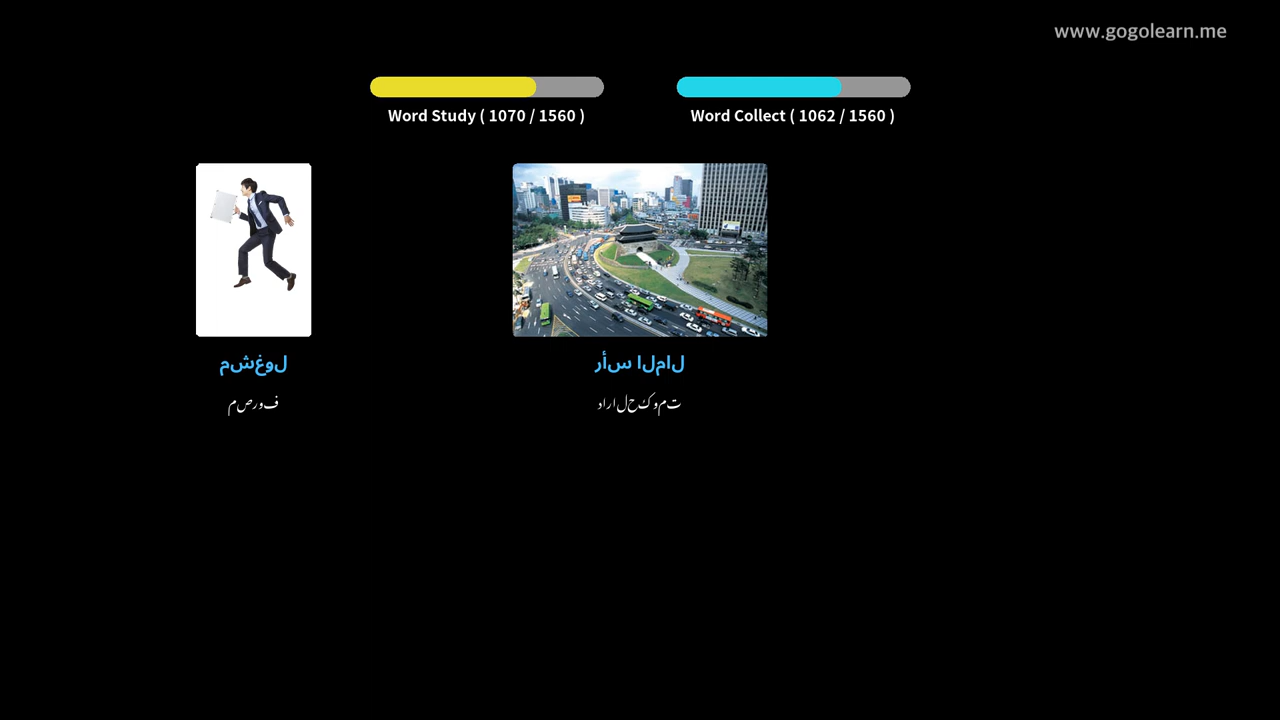 www.gogolearn.me
Word Study ( 1070 / 1560 )
Word Collect ( 1062 / 1560 )
مشغول
رأس المال
مصروف
دارالحکومت